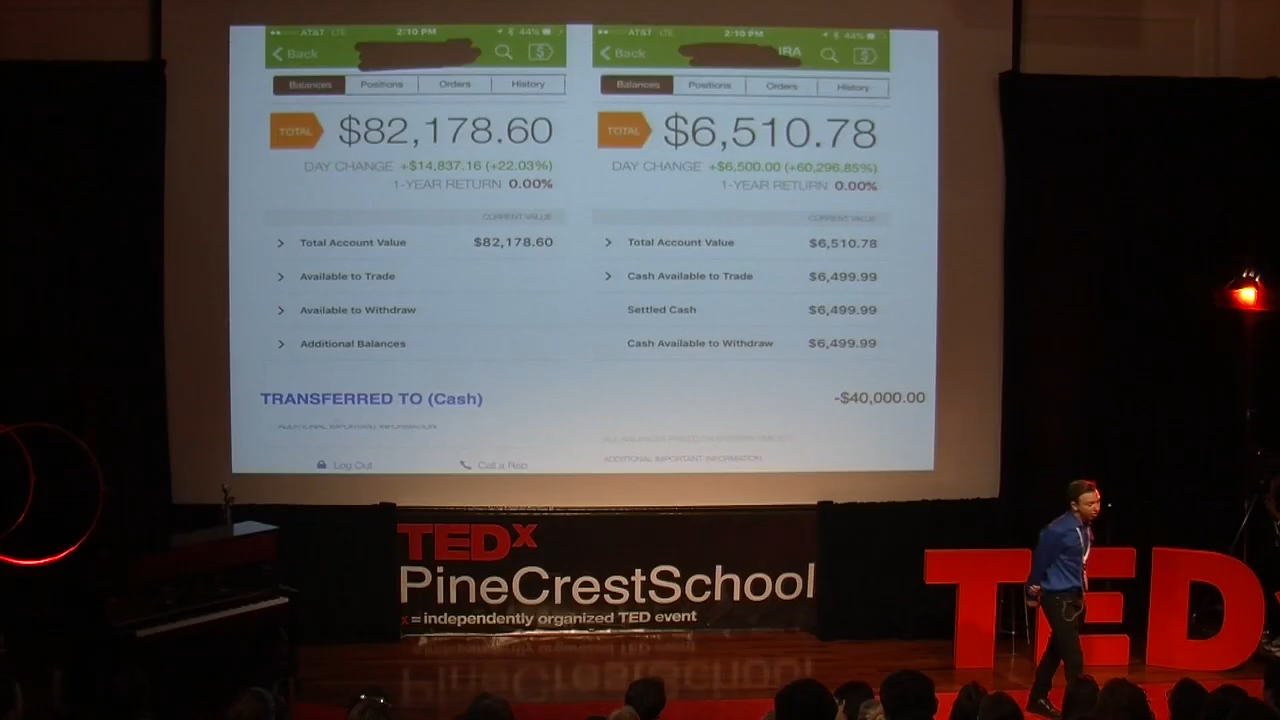 AT&T LTE 2:10 PM 44%
Back
Balances Positions Orders History
TOTAL $82,178.60
DAY CHANGE +$14,837.16 (+22.03%)
1-YEAR RETURN 0.00%
CURRENT VALUE
Total Account Value $82,178.60
Available to Trade
Available to Withdraw
Additional Balances
AT&T LTE 2:10 PM 44%
Back IRA
Balances Positions Orders History
TOTAL $6,510.78
DAY CHANGE +$6,500.00 (+60,296.85%)
1-YEAR RETURN 0.00%
CURRENT VALUE
Total Account Value $6,510.78
Cash Available to Trade $6,499.99
Settled Cash $6,499.99
Cash Available to Withdraw $6,499.99
TRANSFERRED TO (Cash) -$40,000.00
ADDITIONAL IMPORTANT INFORMATION
Log Out Call a Rep
ADDITIONAL IMPORTANT INFORMATION
TEDx
PineCrestSchool
x = independently organized TED event
TED